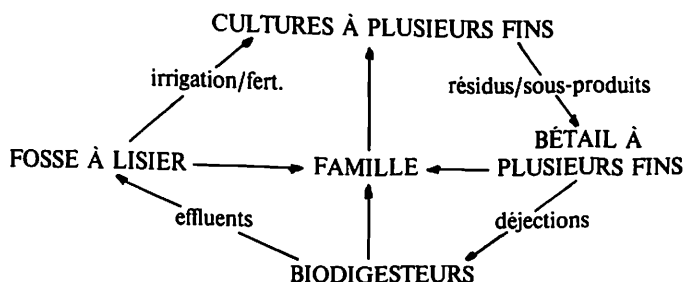 CULTURES À PLUSIEURS FINS
irrigation/fert.
résidus/sous-produits
BÉTAIL À
PLUSIEURS FINS
FOSSE À LISIER
FAMILLE
effluents
déjections
BIODIGESTEURS